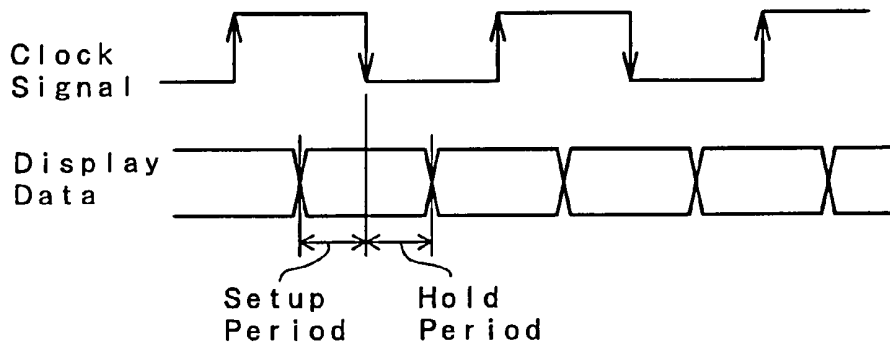 Clock
Signal
Display
Data
Setup
Period
Hold
Period